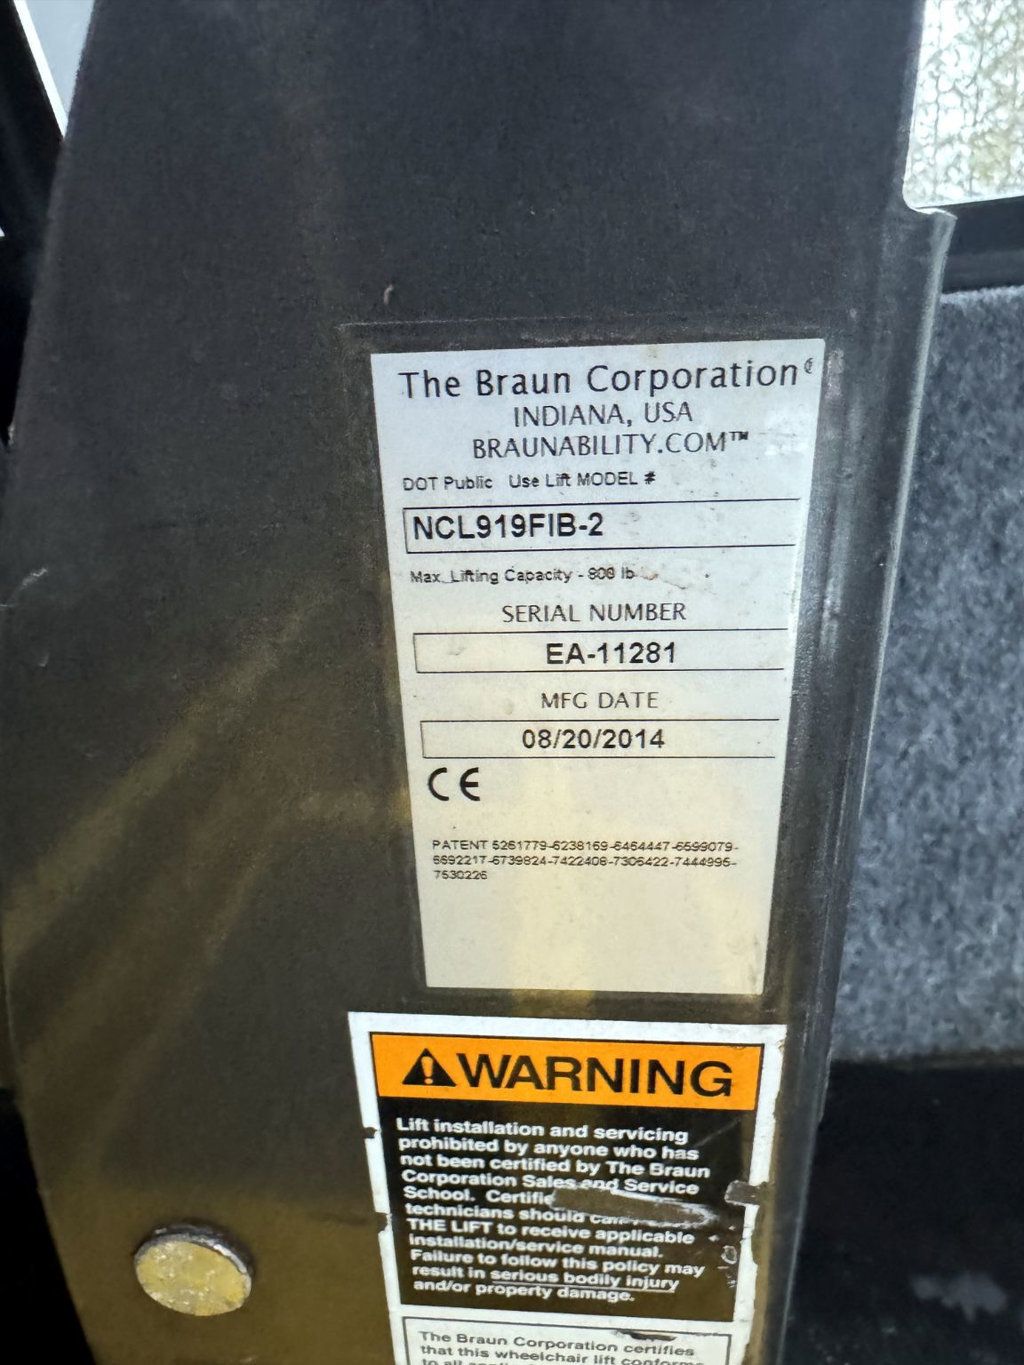 The Braun Corporation
INDIANA, USA
BRAUNABILITY.COM™
DOT Public Use Lift MODEL #
NCL919FIB-2
Max. Lifting Capacity - 800 lb
SERIAL NUMBER
EA-11281
MFG DATE
08/20/2014
CE
PATENT 5261779-6238169-6464447-6599079-
6692217-6739824-7422408-7306422-7444995-
7530226
WARNING
Lift installation and servicing
prohibited by anyone who has
not been certified by The Braun
Corporation Sales and Service
School.
technicians should
THE LIFT to receive applicable
installation/service manual.
Failure to follow this policy may
result in serious bodily injury
and/or property damage.
The Braun Corporation certifies
that this wheelchair lift
to all